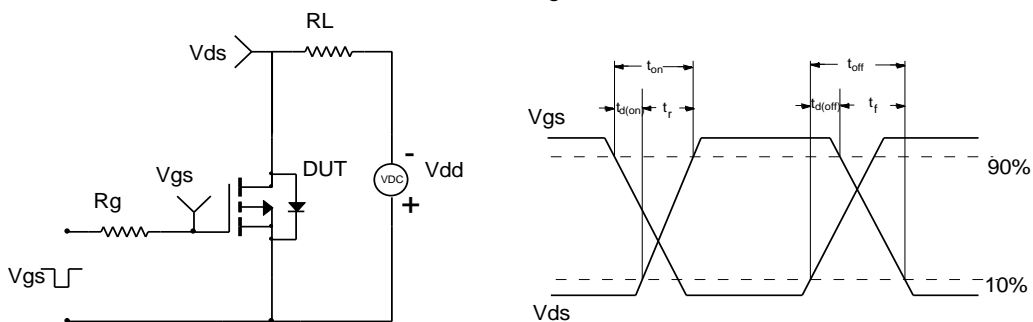 RL
Vds
Vgs
DUT
-
Vdd
VDC
+
Rg
Vgs
ton
toff
td(on)
tr
td(off)
tf
Vgs
90%
10%
Vds